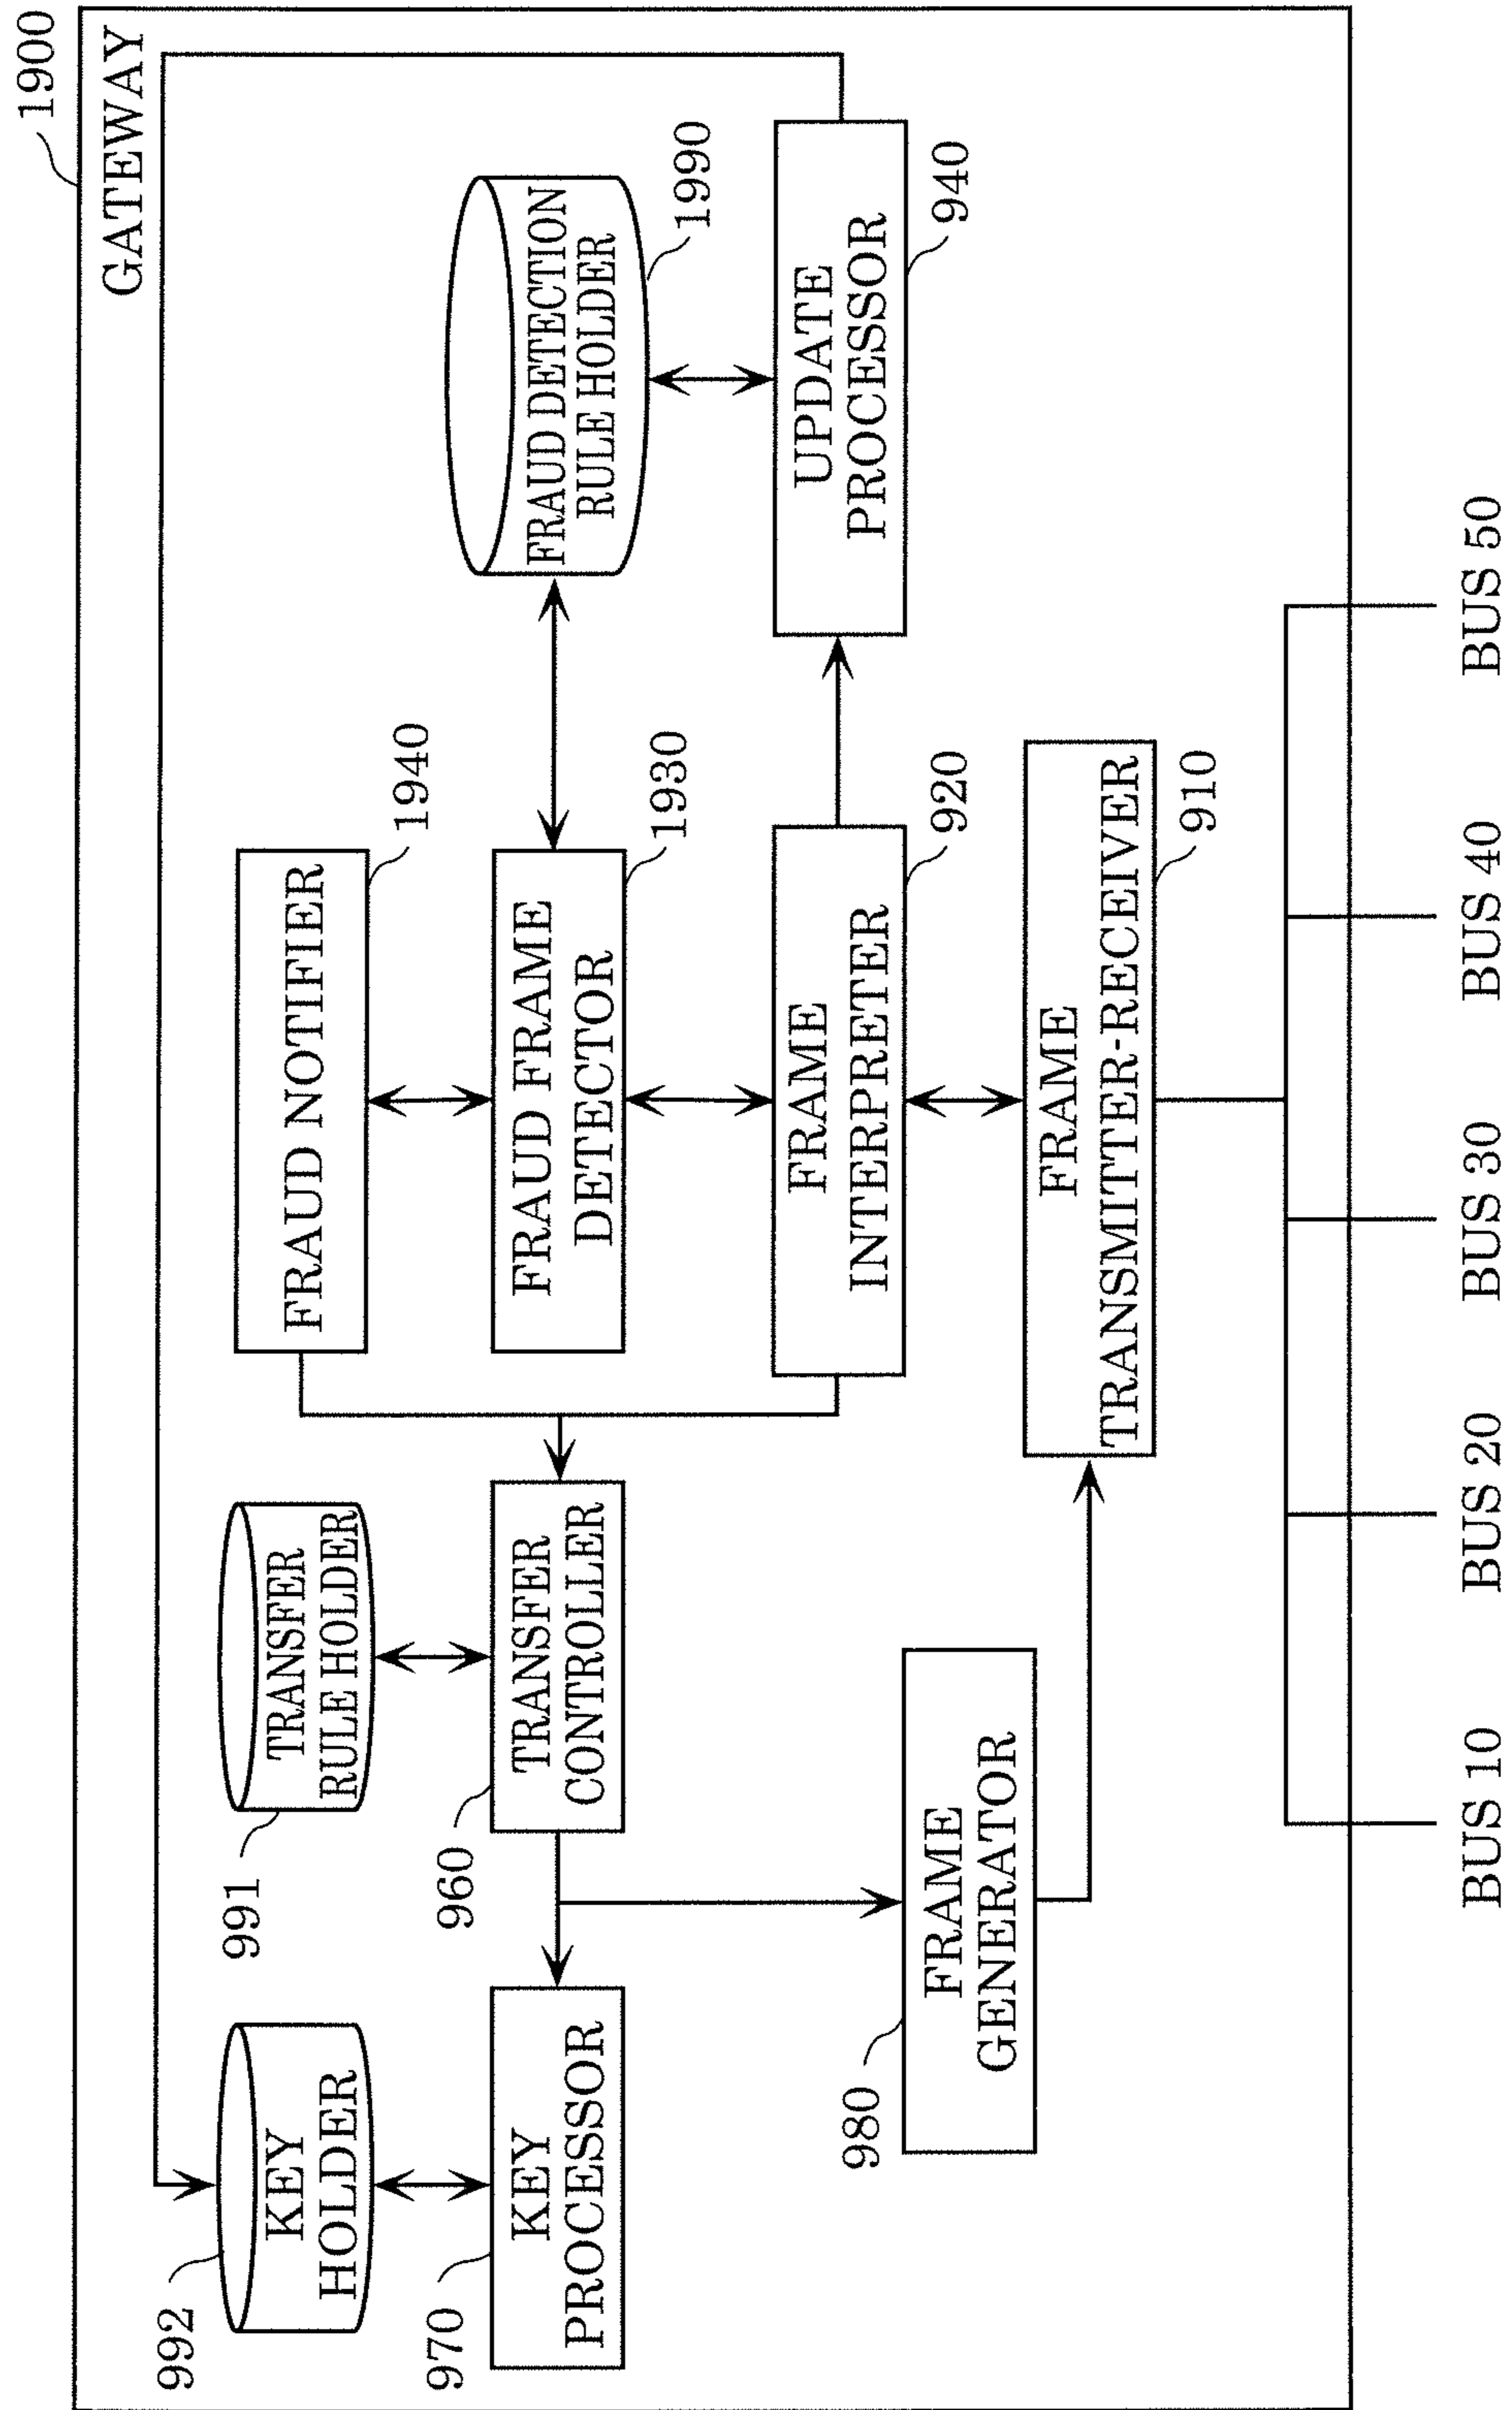 1900
GATEWAY
992
KEY
HOLDER
991
TRANSFER
RULE HOLDER
FRAUD NOTIFIER
1940
FRAUD DETECTION
RULE HOLDER
1990
970
KEY
PROCESSOR
960
TRANSFER
CONTROLLER
FRAUD FRAME
DETECTOR
1930
FRAME
INTERPRETER
920
UPDATE
PROCESSOR
940
980
FRAME
GENERATOR
FRAME
TRANSMITTER-RECEIVER
910
BUS 10
BUS 20
BUS 30
BUS 40
BUS 50